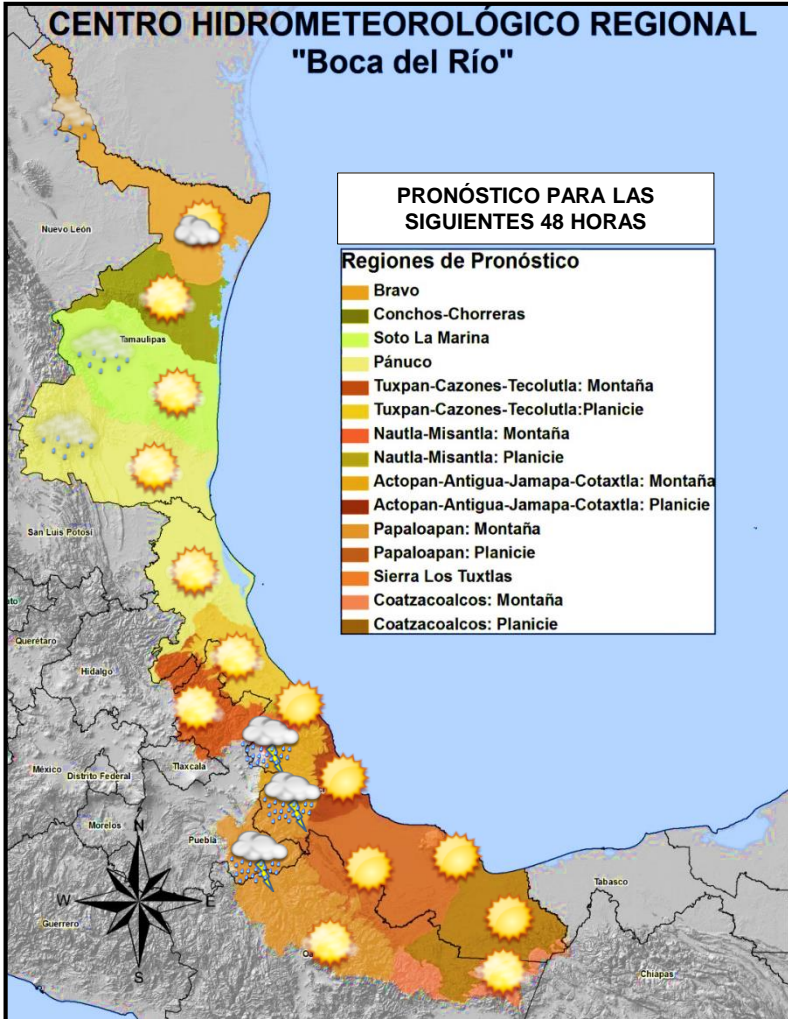 CENTRO HIDROMETEOROLÓGICO REGIONAL
"Boca del Río"
PRONÓSTICO PARA LAS
SIGUIENTES 48 HORAS
Regiones de Pronóstico
Bravo
Conchos-Chorreras
Soto La Marina
Pánuco
Tuxpan-Cazones-Tecolutla: Montaña
Tuxpan-Cazones-Tecolutla:Planicie
Nautla-Misantla: Montaña
Nautla-Misantla: Planicie
Actopan-Antigua-Jamapa-Cotaxtla: Montaña
Actopan-Antigua-Jamapa-Cotaxtla: Planicie
Papaloapan: Montaña
Papaloapan: Planicie
Sierra Los Tuxtlas
Coatzacoalcos: Montaña
Coatzacoalcos: Planicie
Nuevo León
Tamaulipas
San Luis Potosí
Querétaro
Hidalgo
México
Distrito Federal
Tlaxcala
Morelos
Puebla
Guerrero
Tabasco
Chiapas
N
W
E
S